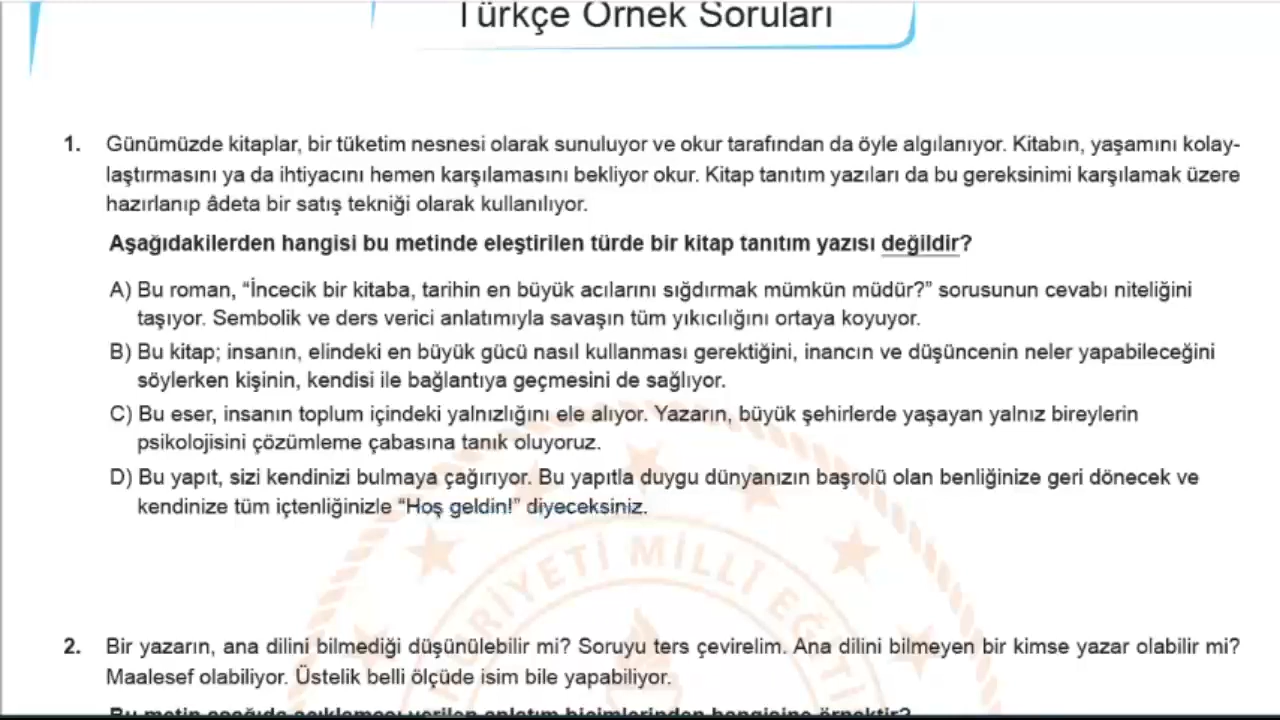 Türkçe Örnek Soruları
1. Günümüzde kitaplar, bir tüketim nesnesi olarak sunuluyor ve okur tarafından da öyle algılanıyor. Kitabın, yaşamını kolay-
laştırmasını ya da ihtiyacını hemen karşılamasını bekliyor okur. Kitap tanıtım yazıları da bu gereksinimi karşılamak üzere
hazırlanıp âdeta bir satış tekniği olarak kullanılıyor.
Aşağıdakilerden hangisi bu metinde eleştirilen türde bir kitap tanıtım yazısı değildir?
A) Bu roman, “İncecik bir kitaba, tarihin en büyük acılarını sığdırmak mümkün müdür?” sorusunun cevabı niteliğini
taşıyor. Sembolik ve ders verici anlatımıyla savaşın tüm yıkıcılığını ortaya koyuyor.
B) Bu kitap; insanın, elindeki en büyük gücü nasıl kullanması gerektiğini, inancın ve düşüncenin neler yapabileceğini
söylerken kişinin, kendisi ile bağlantıya geçmesini de sağlıyor.
C) Bu eser, insanın toplum içindeki yalnızlığını ele alıyor. Yazarın, büyük şehirlerde yaşayan yalnız bireylerin
psikolojisini çözümleme çabasına tanık oluyoruz.
D) Bu yapıt, sizi kendinizi bulmaya çağırıyor. Bu yapıtla duygu dünyanızın başrolü olan benliğinize geri dönecek ve
kendinize tüm içtenliğinizle “Hoş geldin!” diyeceksiniz.
2. Bir yazarın, ana dilini bilmediği düşünülebilir mi? Soruyu ters çevirelim. Ana dilini bilmeyen bir kimse yazar olabilir mi?
Maalesef olabiliyor. Üstelik belli ölçüde isim bile yapabiliyor.
Bu metin aşağıda açıklaması verilen anlatım biçimlerinden hangisine örnektir?